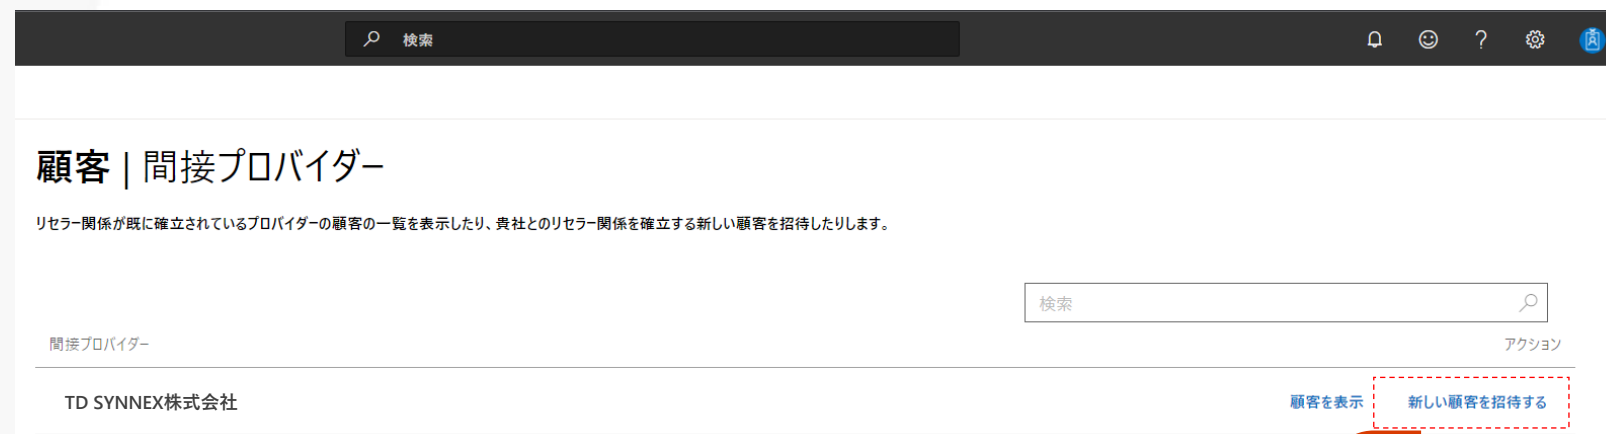 検索
顧客 | 間接プロバイダー
リセラー関係が既に確立されているプロバイダーの顧客の一覧を表示したり、貴社とのリセラー関係を確立する新しい顧客を招待したりします。
検索
間接プロバイダー アクション
TD SYNNEX株式会社 顧客を表示 新しい顧客を招待する